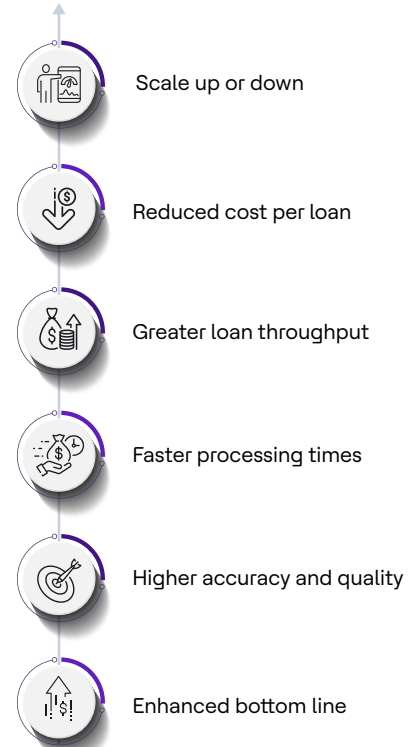 Scale up or down
Reduced cost per loan
Greater loan throughput
Faster processing times
Higher accuracy and quality
Enhanced bottom line